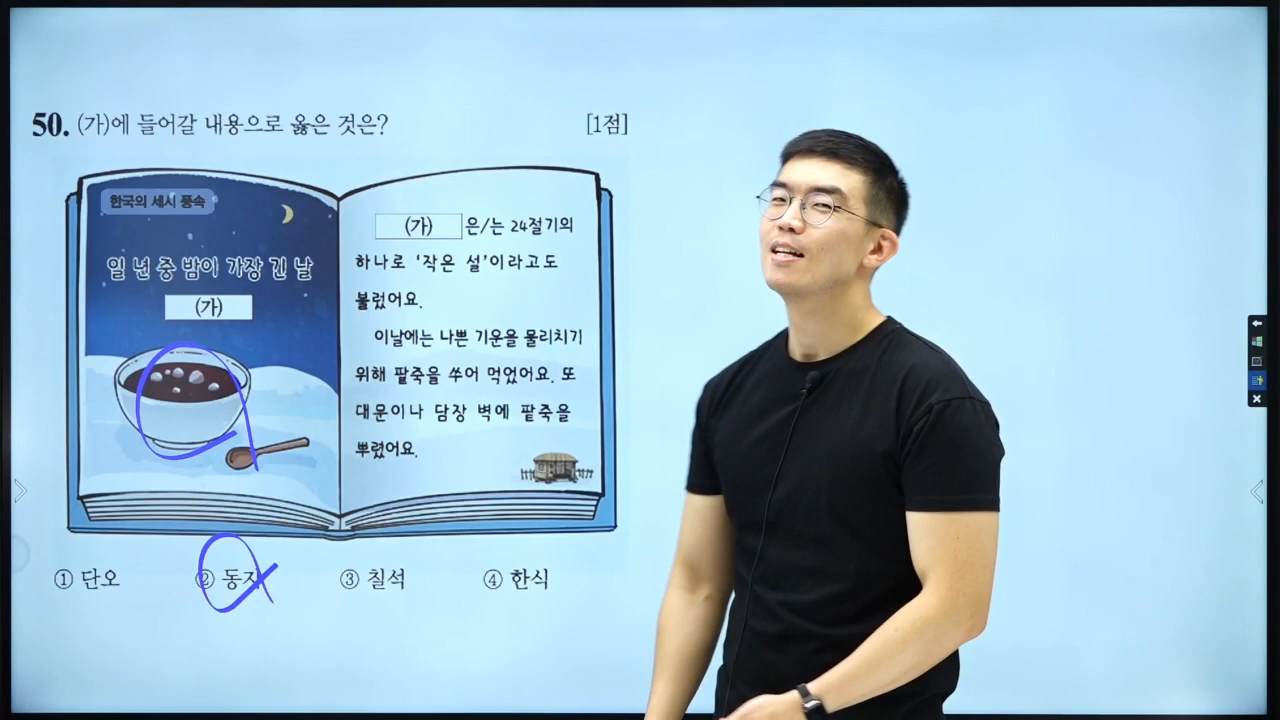 50. (가)에 들어갈 내용으로 옳은 것은? [1점]
한국의 세시 풍속
일 년 중 밤이 가장 긴 날
(가)
(가) 은/는 24절기의
하나로 '작은 설'이라고도
불렀어요.
이날에는 나쁜 기운을 물리치기
위해 팥죽을 쑤어 먹었어요. 또
대문이나 담장 벽에 팥죽을
뿌렸어요.
① 단오 ② 동지 ③ 칠석 ④ 한식